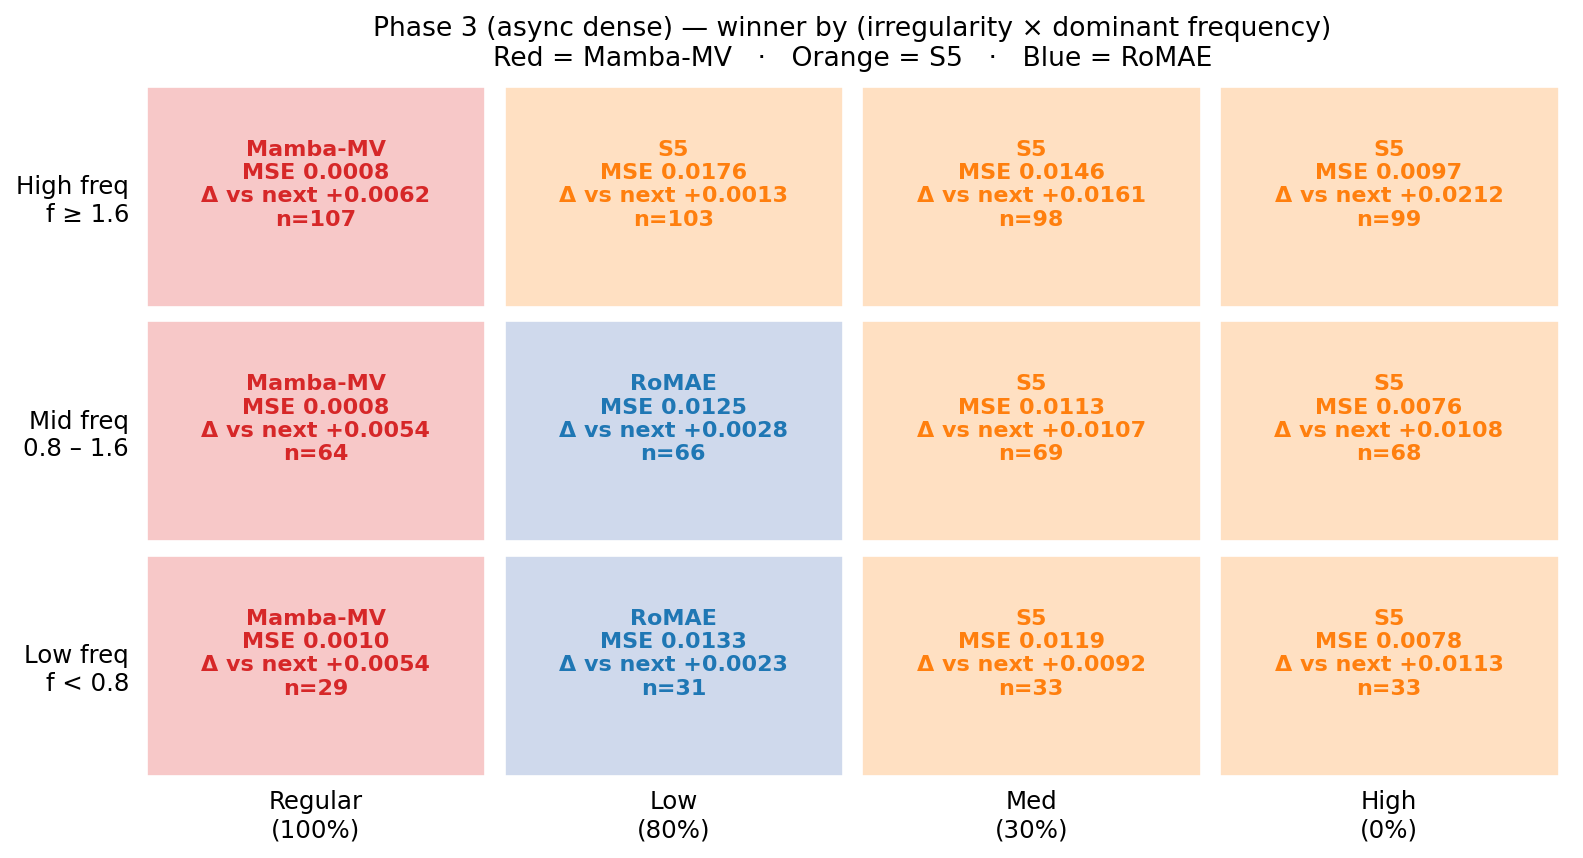 Phase 3 (async dense) — winner by (irregularity × dominant frequency)
Red = Mamba-MV · Orange = S5 · Blue = RoMAE
High freq
f ≥ 1.6
Mamba-MV
MSE 0.0008
Δ vs next +0.0062
n=107
S5
MSE 0.0176
Δ vs next +0.0013
n=103
S5
MSE 0.0146
Δ vs next +0.0161
n=98
S5
MSE 0.0097
Δ vs next +0.0212
n=99
Mid freq
0.8 – 1.6
Mamba-MV
MSE 0.0008
Δ vs next +0.0054
n=64
RoMAE
MSE 0.0125
Δ vs next +0.0028
n=66
S5
MSE 0.0113
Δ vs next +0.0107
n=69
S5
MSE 0.0076
Δ vs next +0.0108
n=68
Low freq
f < 0.8
Mamba-MV
MSE 0.0010
Δ vs next +0.0054
n=29
RoMAE
MSE 0.0133
Δ vs next +0.0023
n=31
S5
MSE 0.0119
Δ vs next +0.0092
n=33
S5
MSE 0.0078
Δ vs next +0.0113
n=33
Regular
(100%)
Low
(80%)
Med
(30%)
High
(0%)